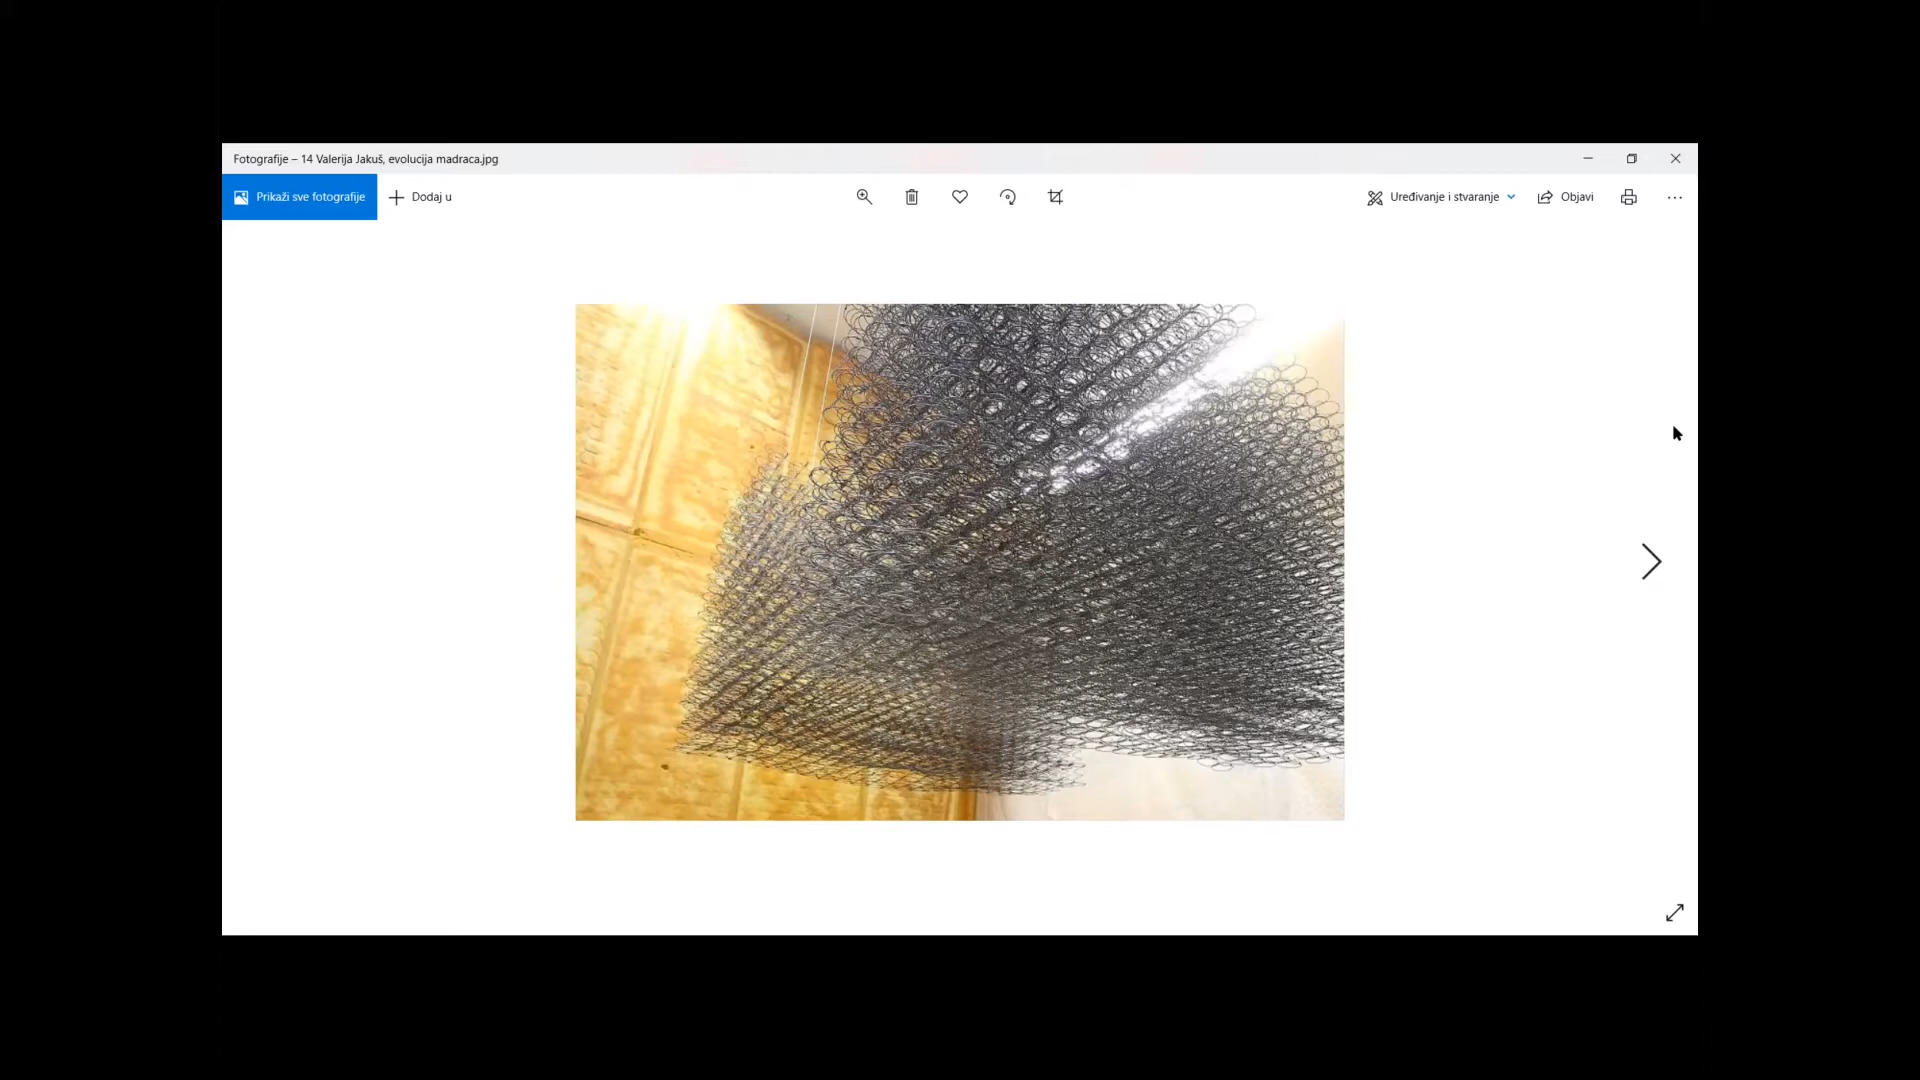 Fotografije – 14 Valerija Jakuš, evolucija madraca.jpg
Prikaži sve fotografije
Dodaj u
Uređivanje i stvaranje
Objavi